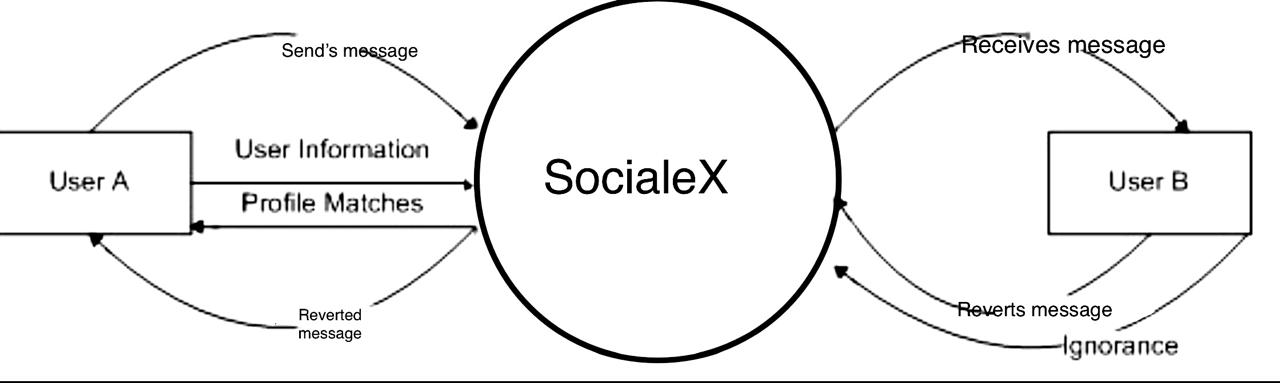 Send's message
Receives message
User Information
User A
SocialeX
User B
Profile Matches
Reverted
message
Reverts message
Ignorance